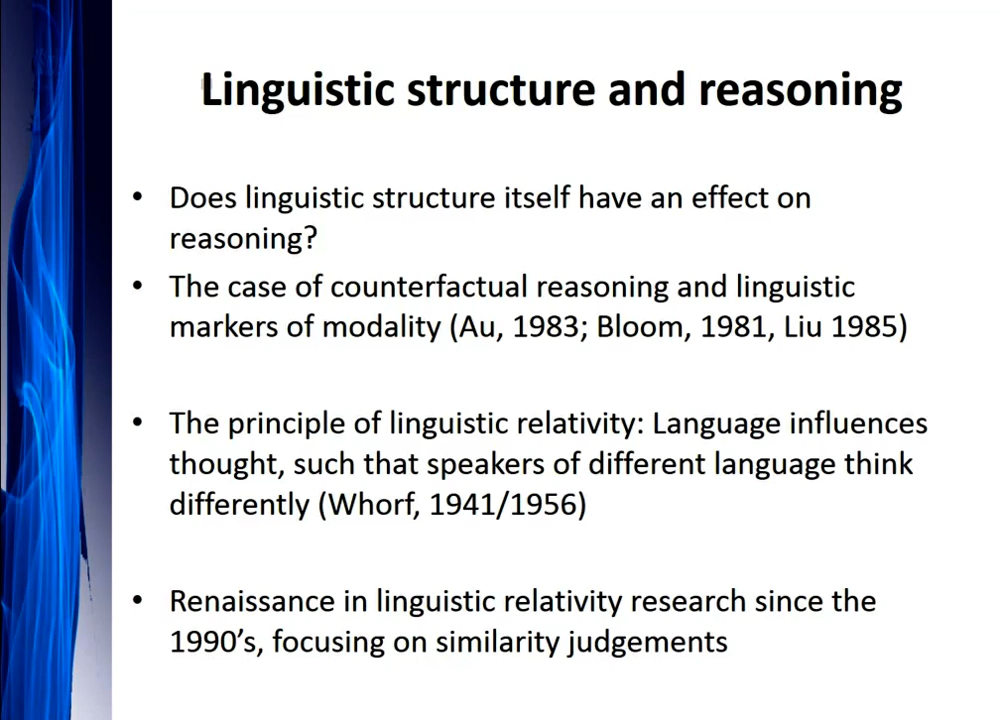 Linguistic structure and reasoning
• Does linguistic structure itself have an effect on
reasoning?
• The case of counterfactual reasoning and linguistic
markers of modality (Au, 1983; Bloom, 1981, Liu 1985)
• The principle of linguistic relativity: Language influences
thought, such that speakers of different language think
differently (Whorf, 1941/1956)
• Renaissance in linguistic relativity research since the
1990’s, focusing on similarity judgements